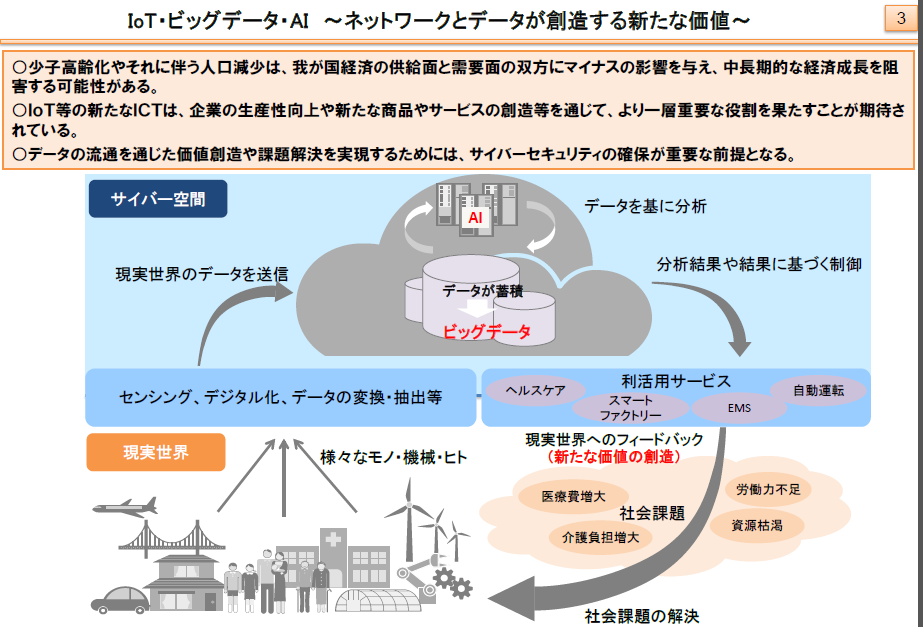 IoT・ビッグデータ・AI ～ネットワークとデータが創造する新たな価値～
3
○少子高齢化やそれに伴う人口減少は、我が国経済の供給面と需要面の双方にマイナスの影響を与え、中長期的な経済成長を阻
害する可能性がある。
○IoT等の新たなICTは、企業の生産性向上や新たな商品やサービスの創造等を通じて、より一層重要な役割を果たすことが期待さ
れている。
○データの流通を通じた価値創造や課題解決を実現するためには、サイバーセキュリティの確保が重要な前提となる。
サイバー空間
AI
データを基に分析
現実世界のデータを送信
分析結果や結果に基づく制御
データが蓄積
ビッグデータ
センシング、デジタル化、データの変換・抽出等
利活用サービス
ヘルスケア
スマート
ファクトリー
EMS
自動運転
現実世界
様々なモノ・機械・ヒト
現実世界へのフィードバック
（新たな価値の創造）
医療費増大
労働力不足
社会課題
介護負担増大
資源枯渇
社会課題の解決